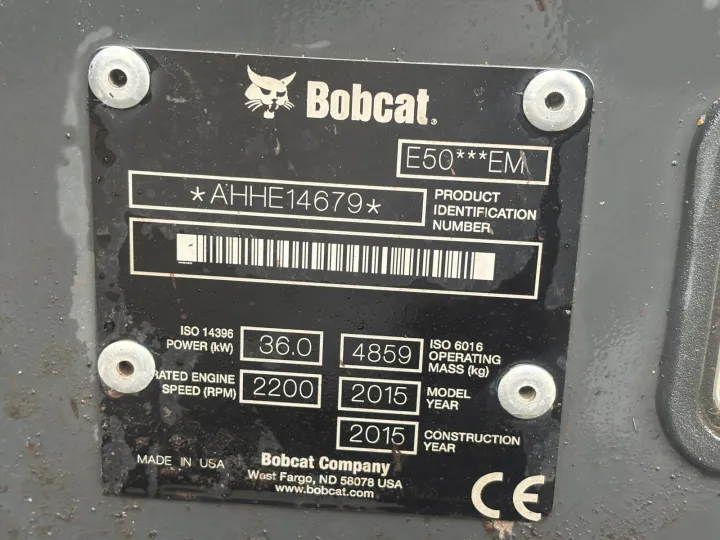 Bobcat®
E50***EM
*AHHE14679*
PRODUCT
IDENTIFICATION
NUMBER
ISO 14396
POWER (kW)
36.0
4859
ISO 6016
OPERATING
MASS (kg)
RATED ENGINE
SPEED (RPM)
2200
2015
MODEL
YEAR
2015
CONSTRUCTION
YEAR
MADE IN USA
Bobcat Company
West Fargo, ND 58078 USA
www.bobcat.com
CE